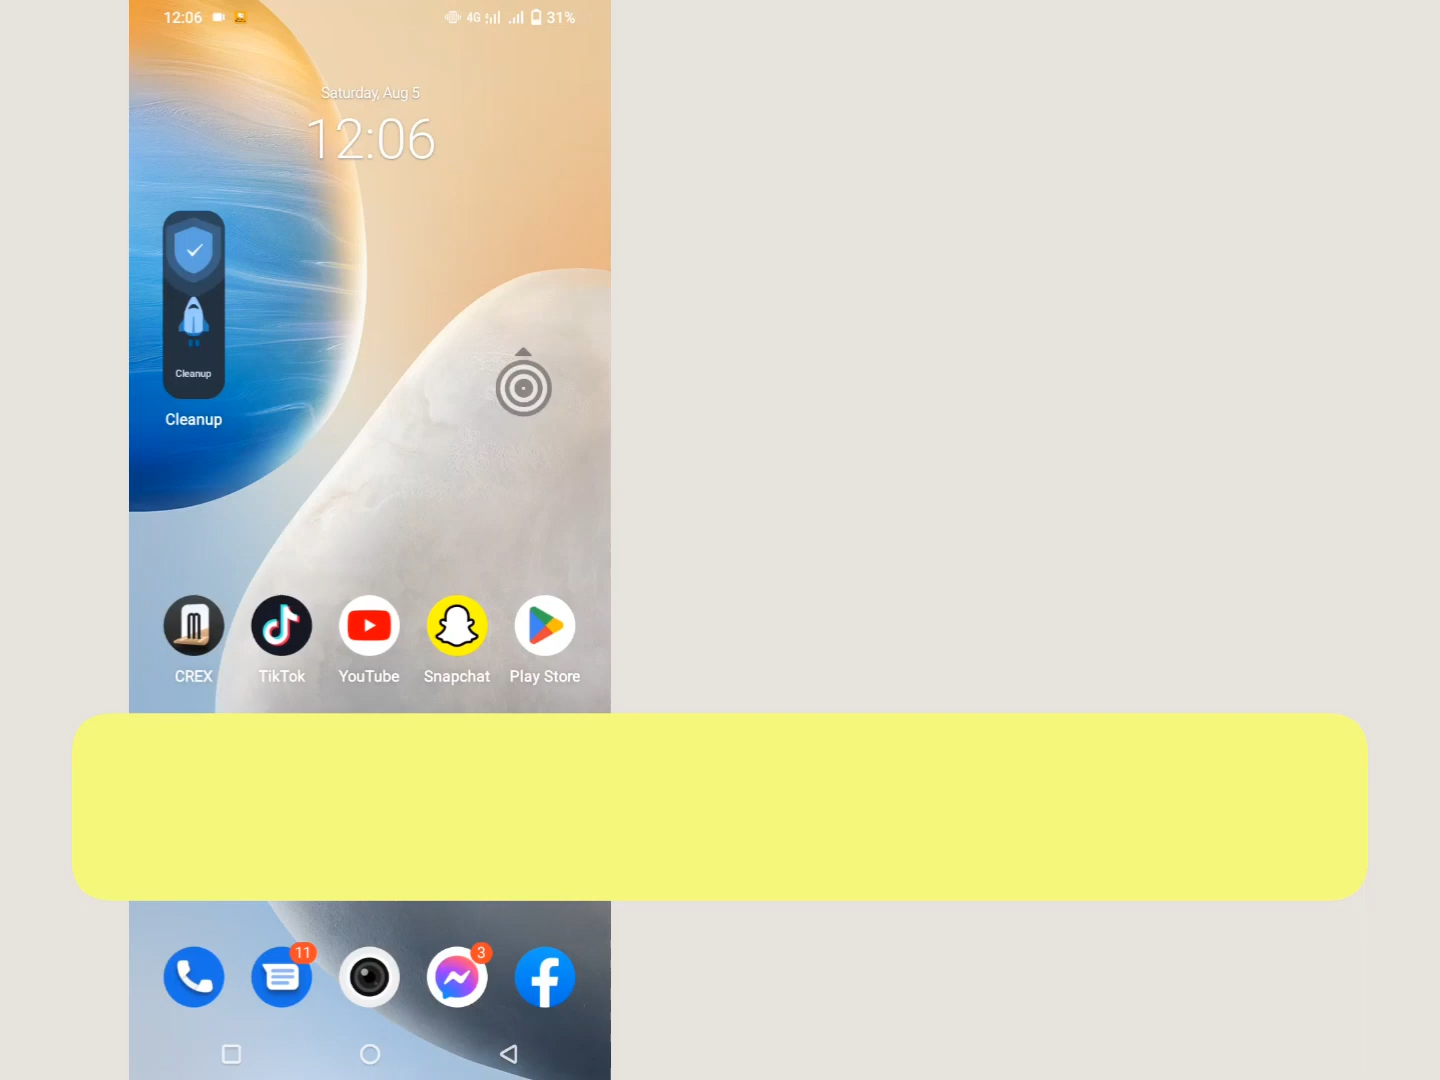 12:06 4G 31%
Saturday, Aug 5
12:06
Cleanup
Cleanup
CREX TikTok YouTube Snapchat Play Store
11 3